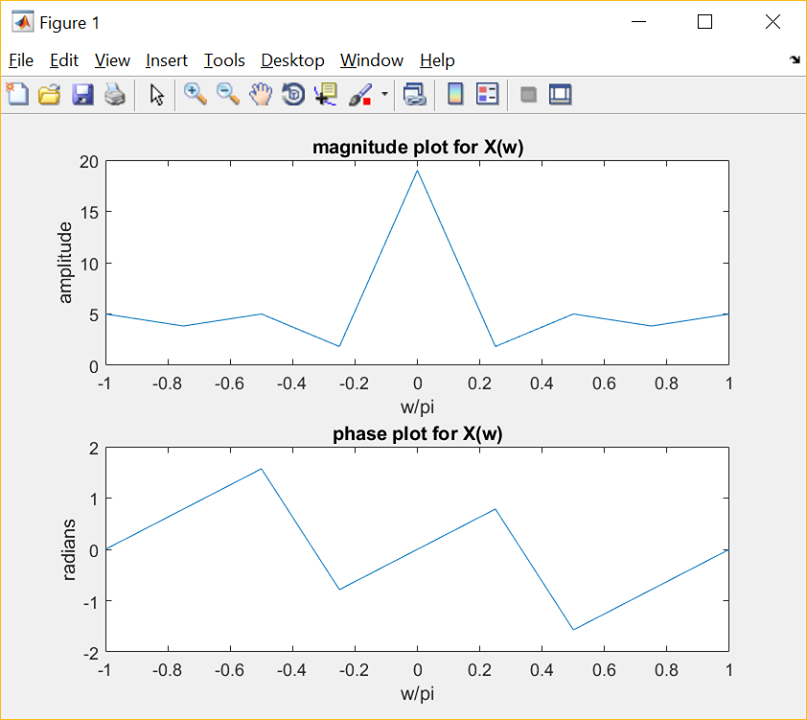 Figure 1
File Edit View Insert Tools Desktop Window Help
magnitude plot for X(w)
20
15
10
5
0
amplitude
-1 -0.8 -0.6 -0.4 -0.2 0 0.2 0.4 0.6 0.8 1
w/pi
phase plot for X(w)
2
1
0
-1
-2
radians
-1 -0.8 -0.6 -0.4 -0.2 0 0.2 0.4 0.6 0.8 1
w/pi